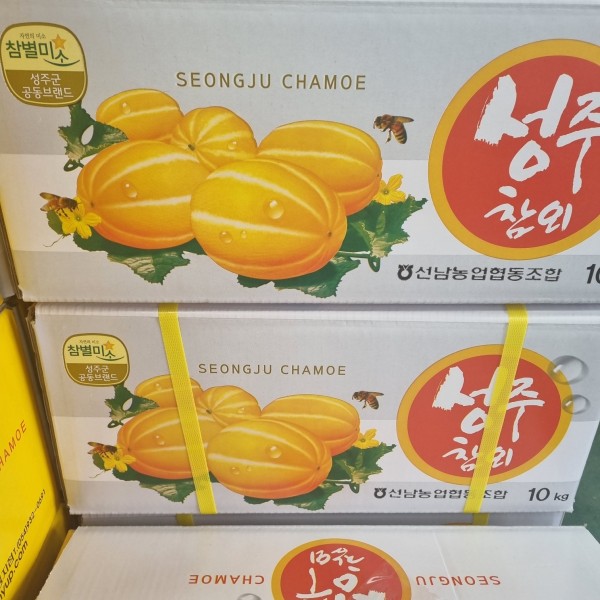 자연의 미소
참별미소
성주군
공동브랜드
SEONGJU CHAMOE
성주
참외
선남농업협동조합
10
자연의 미소
참별미소
성주군
공동브랜드
SEONGJU CHAMOE
성주
참외
선남농업협동조합 10 kg
CHAMOE
SEONGJU
CHAMOE